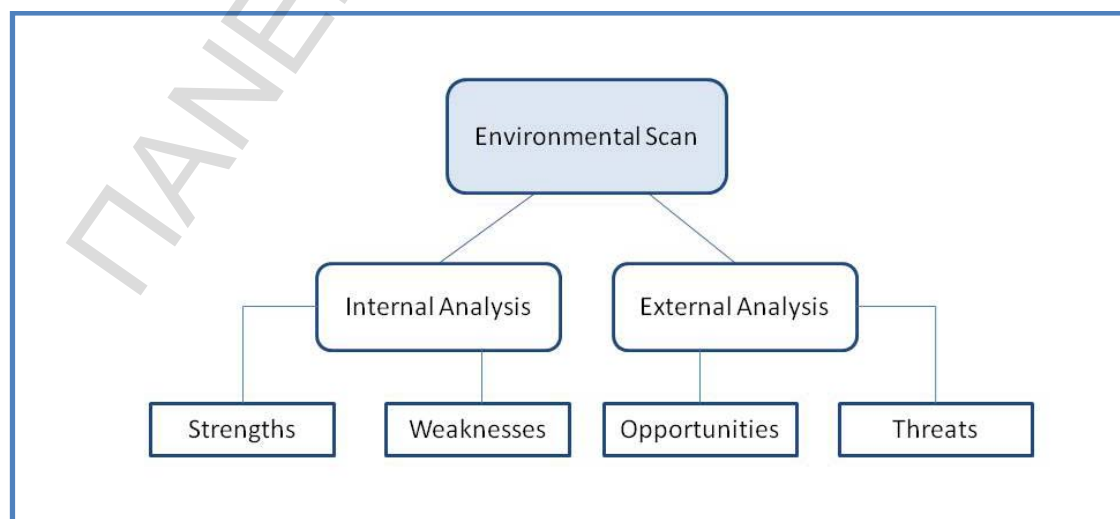 Environmental Scan
Internal Analysis
External Analysis
Strengths
Weaknesses
Opportunities
Threats